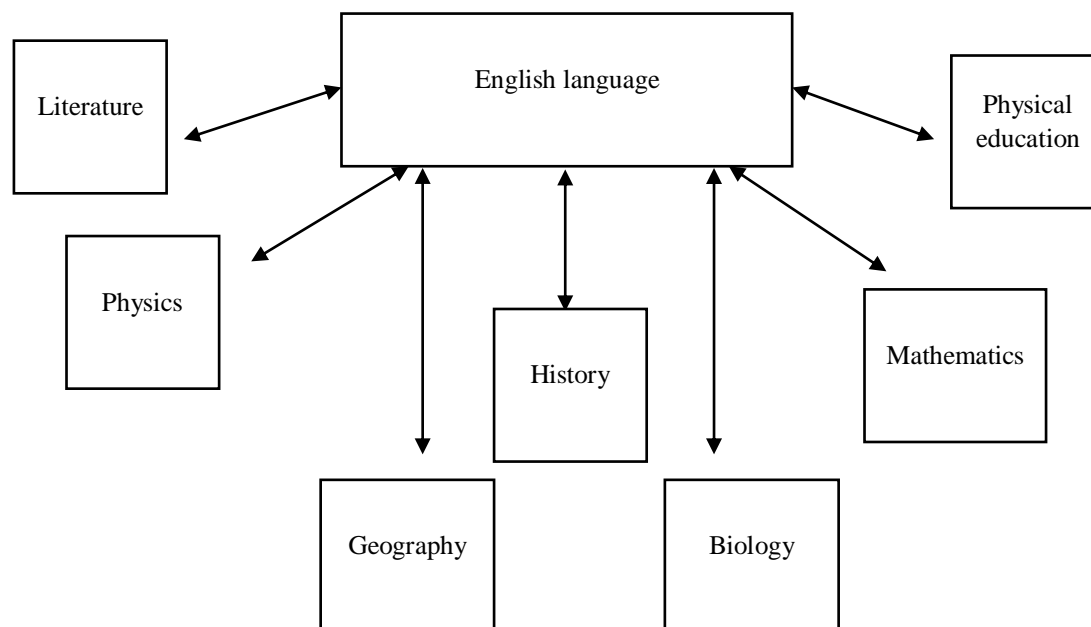 English language
Literature
Physical
education
Physics
History
Mathematics
Geography
Biology